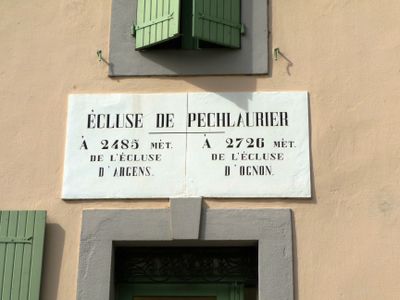 ÉCLUSE DE PECHLAURIER
À 2485 MÈT.
DE L'ÉCLUSE
D'ARGENS.
À 2726 MÈT.
DE L'ÉCLUSE
D'OGNON.